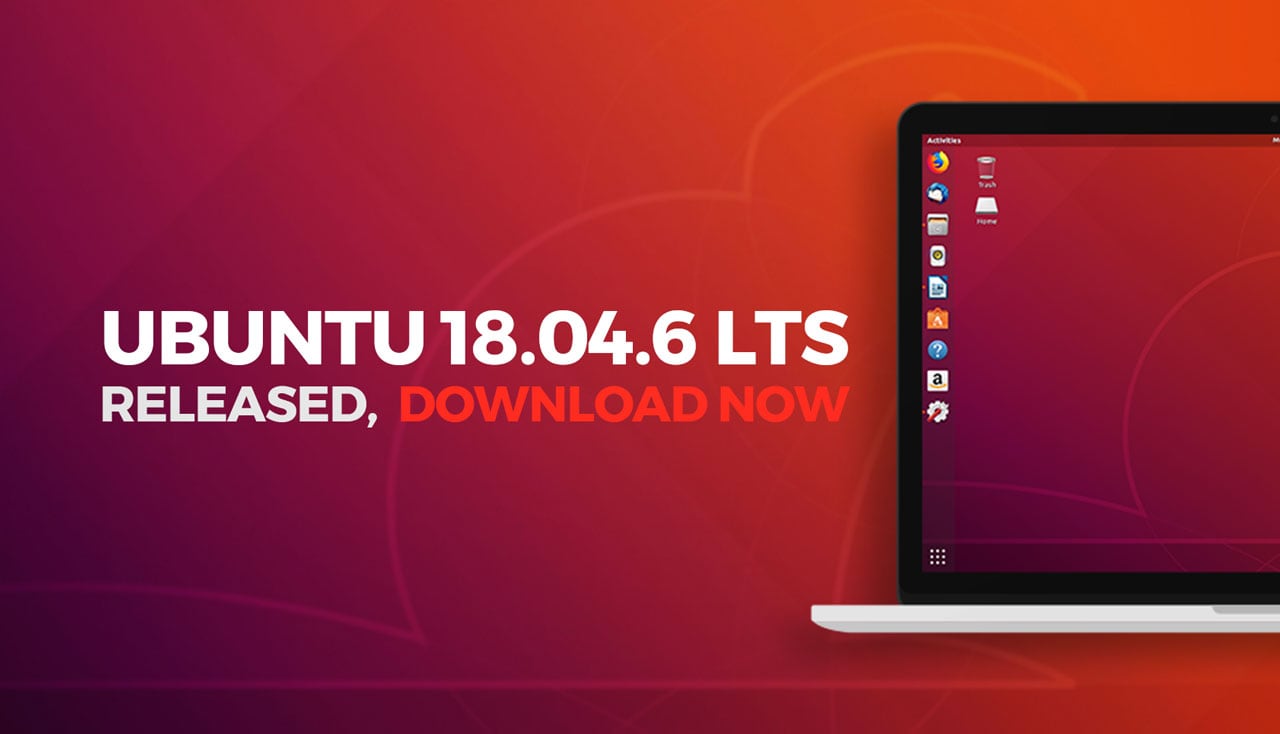 UBUNTU 18.04.6 LTS
RELEASED, DOWNLOAD NOW
Activities
Trash
Home